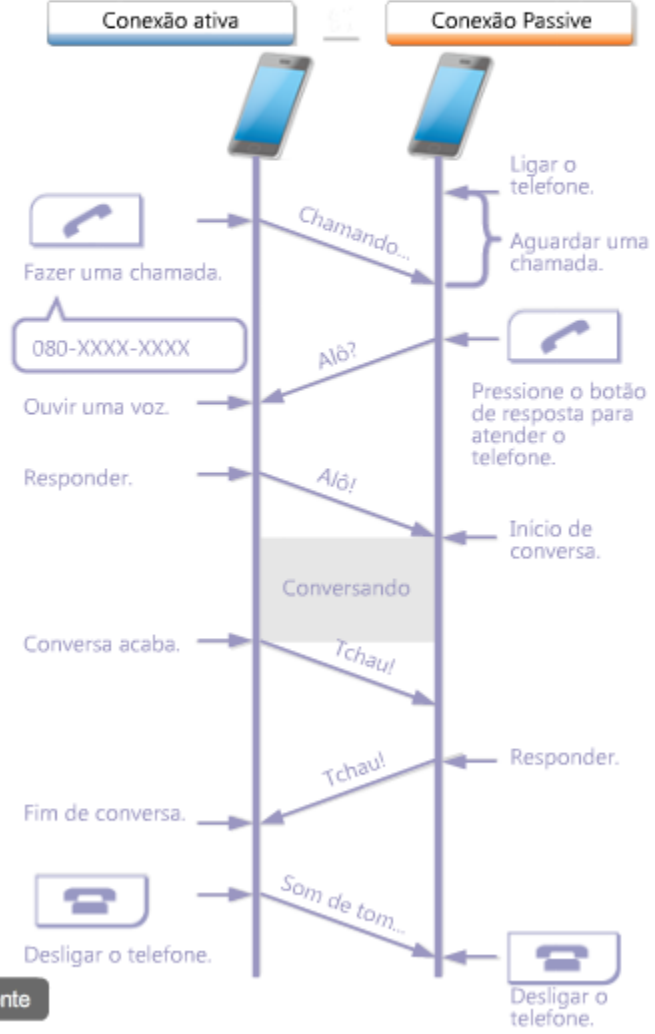 Conexão ativa
Conexão Passive
Ligar o
telefone.
Chamando...
Aguardar uma
chamada.
Fazer uma chamada.
080-XXXX-XXXX
Alô?
Pressione o botão
de resposta para
atender o
telefone.
Ouvir uma voz.
Responder.
Alô!
Início de
conversa.
Conversando
Conversa acaba.
Tchau!
Responder.
Tchau!
Fim de conversa.
Som de tom...
Desligar o telefone.
nte
Desligar o
telefone.